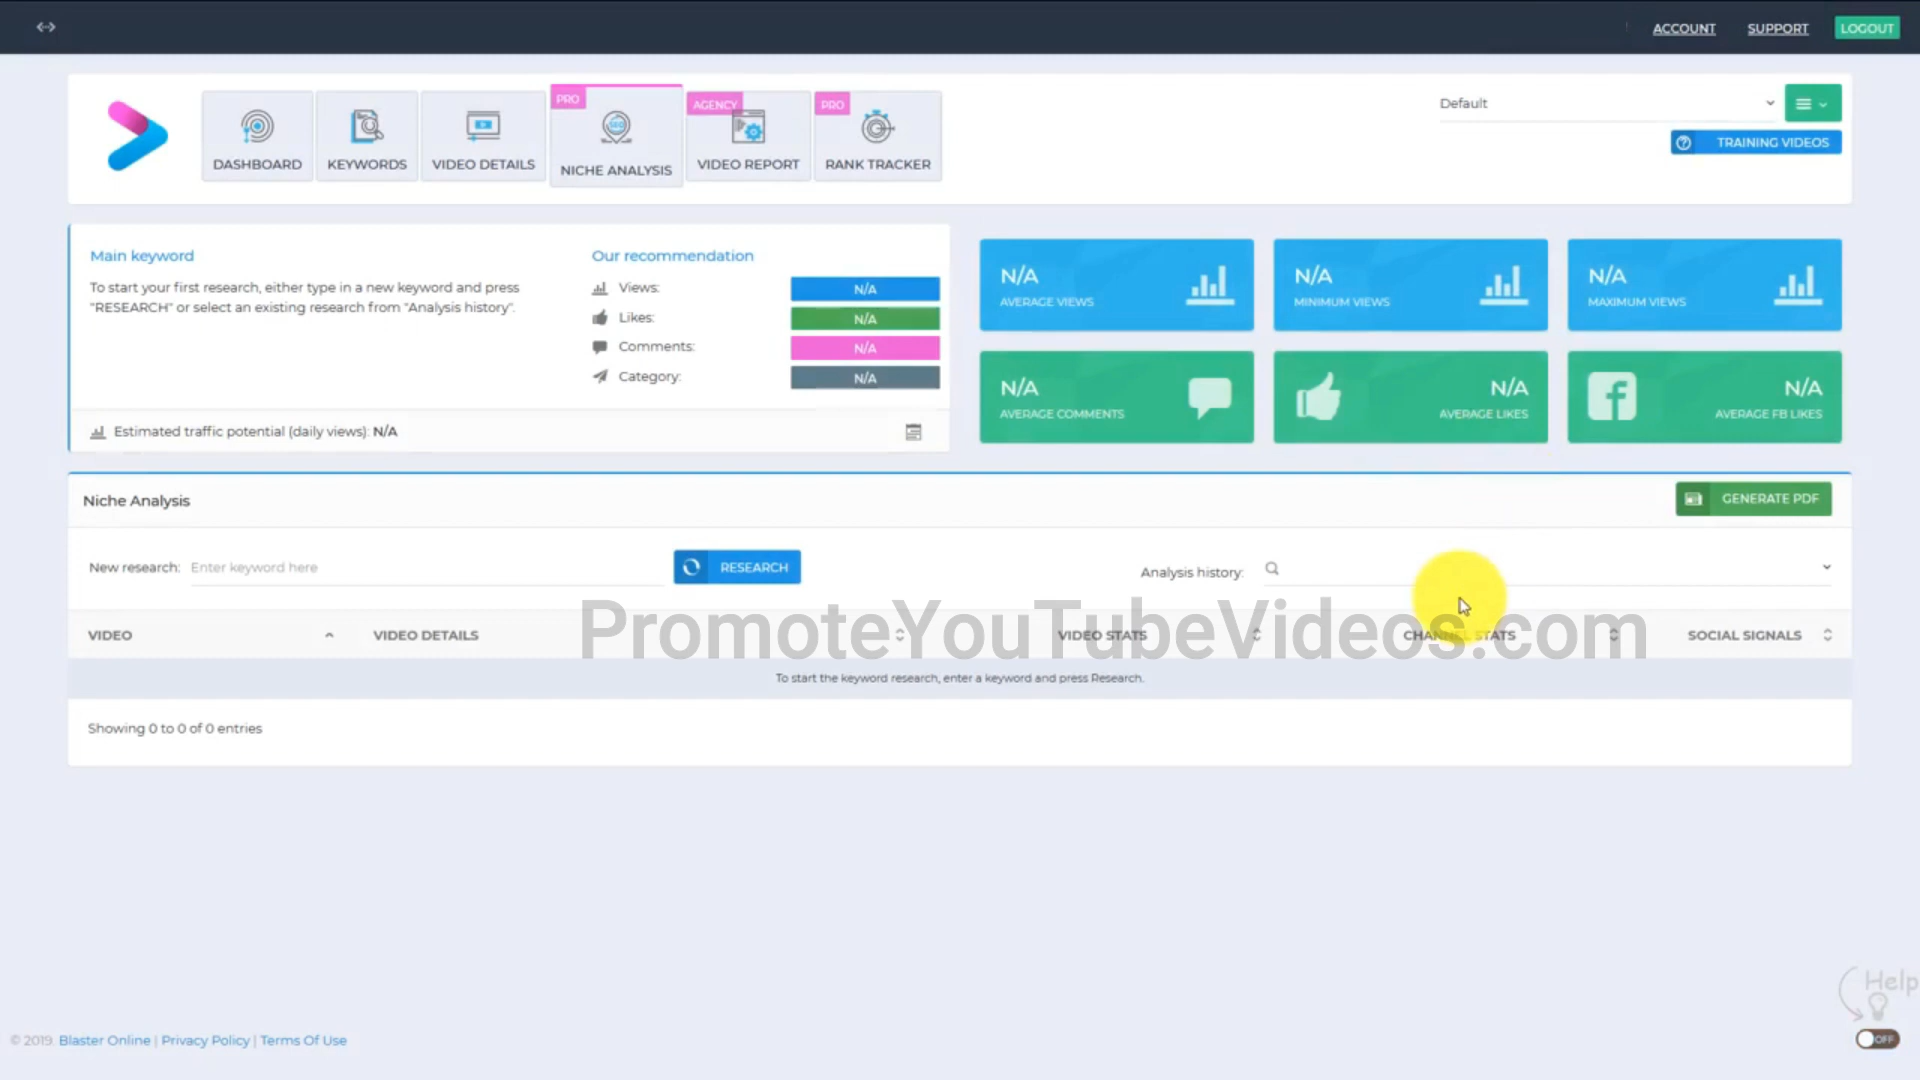 ACCOUNT SUPPORT LOGOUT
PRO AGENCY PRO
DASHBOARD KEYWORDS VIDEO DETAILS NICHE ANALYSIS VIDEO REPORT RANK TRACKER
Default
TRAINING VIDEOS
Main keyword
To start your first research, either type in a new keyword and press
"RESEARCH" or select an existing research from "Analysis history".
Our recommendation
Views: N/A
Likes: N/A
Comments: N/A
Category: N/A
Estimated traffic potential (daily views): N/A
N/A
AVERAGE VIEWS
N/A
MINIMUM VIEWS
N/A
MAXIMUM VIEWS
N/A
AVERAGE COMMENTS
N/A
AVERAGE LIKES
N/A
AVERAGE FB LIKES
Niche Analysis
GENERATE PDF
New research: Enter keyword here RESEARCH Analysis history:
PromoteYouTubeVideos.com
VIDEO VIDEO DETAILS VIDEO STATS CHANNEL STATS SOCIAL SIGNALS
To start the keyword research, enter a keyword and press Research.
Showing 0 to 0 of 0 entries
Help
OFF
© 2019. Blaster Online | Privacy Policy | Terms Of Use